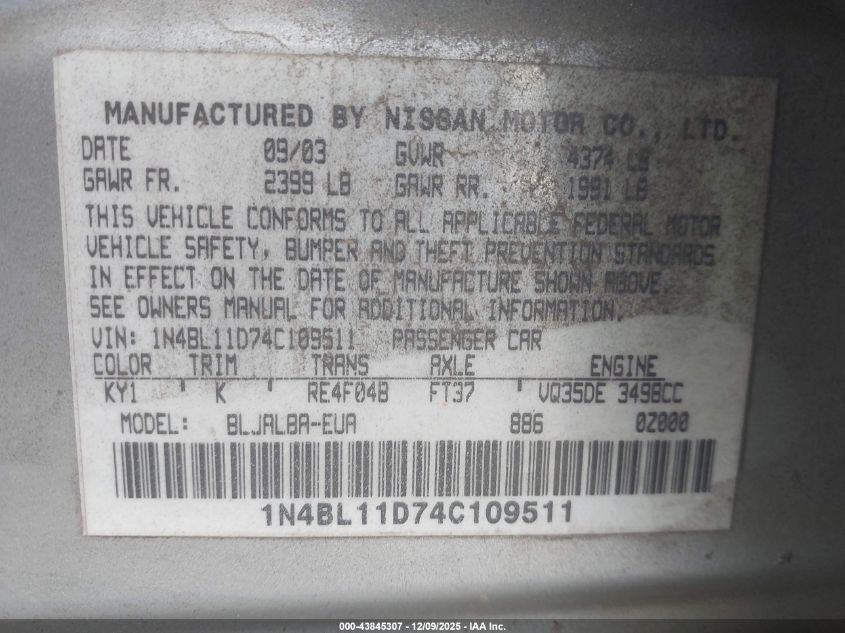 MANUFACTURED BY NISSAN MOTOR CO., LTD.
DATE 09/03 GVWR 4374 LB
GAWR FR. 2399 LB GAWR RR. 1991 LB
THIS VEHICLE CONFORMS TO ALL APPLICABLE FEDERAL MOTOR
VEHICLE SAFETY, BUMPER AND THEFT PREVENTION STANDARDS
IN EFFECT ON THE DATE OF MANUFACTURE SHOWN ABOVE.
SEE OWNERS MANUAL FOR ADDITIONAL INFORMATION.
VIN: 1N4BL11D74C109511 PASSENGER CAR
COLOR TRIM TRANS AXLE ENGINE
KY1 ' K RE4F04B FT37 ' VQ35DE 3498CC
MODEL: BLJALBA-EUA 886 0Z000
1N4BL11D74C109511
000-43845307 - 12/09/2025 - IAA Inc.